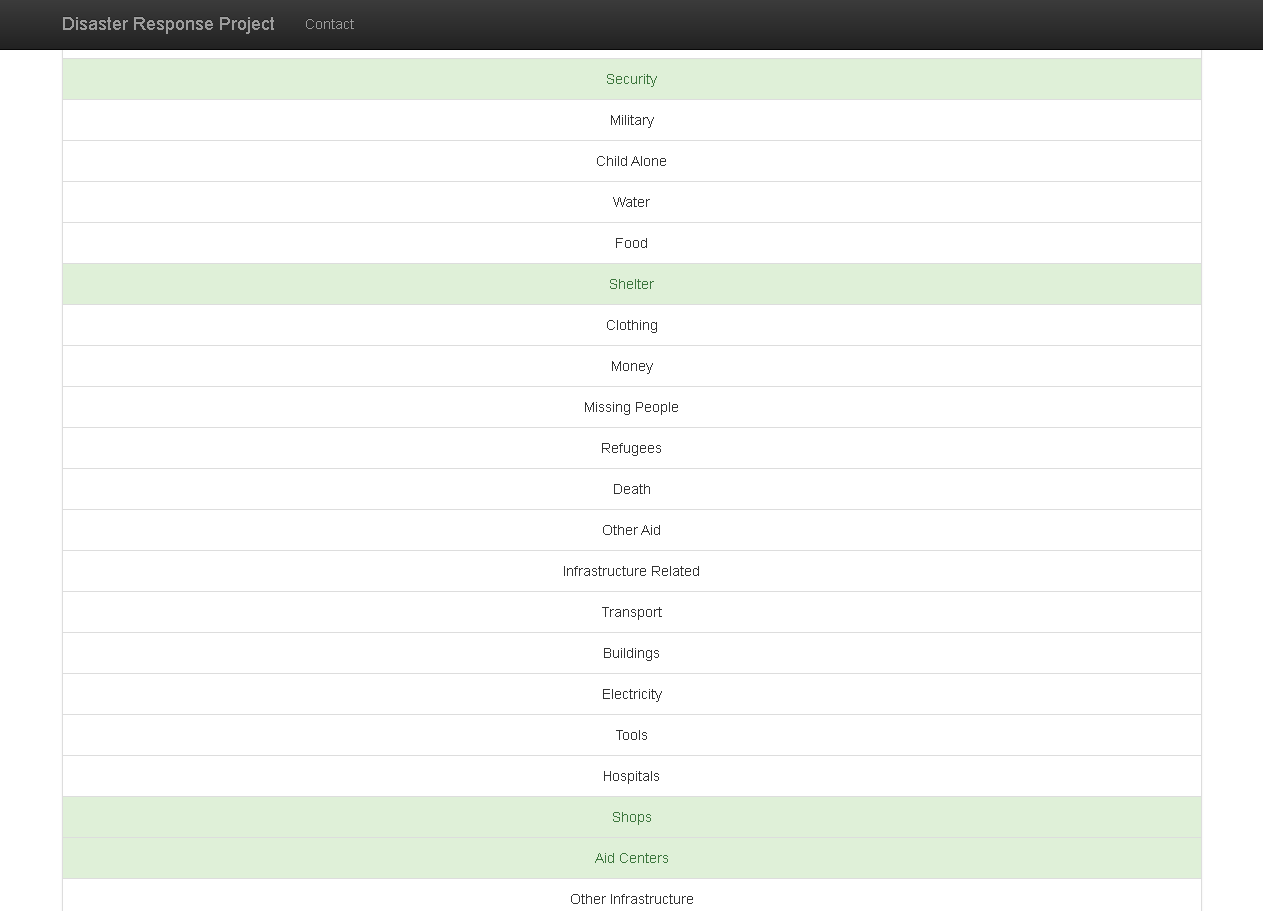 Disaster Response Project Contact
Security
Military
Child Alone
Water
Food
Shelter
Clothing
Money
Missing People
Refugees
Death
Other Aid
Infrastructure Related
Transport
Buildings
Electricity
Tools
Hospitals
Shops
Aid Centers
Other Infrastructure